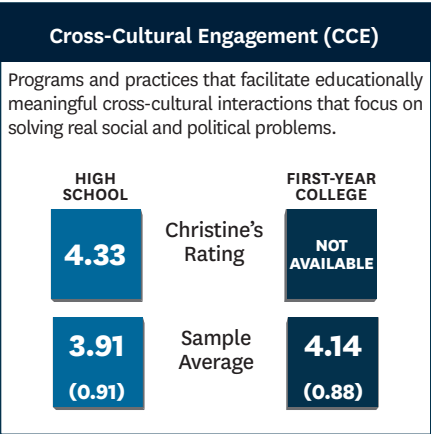 Cross-Cultural Engagement (CCE)
Programs and practices that facilitate educationally
meaningful cross-cultural interactions that focus on
solving real social and political problems.
HIGH
SCHOOL
FIRST-YEAR
COLLEGE
4.33
Christine's
Rating
NOT
AVAILABLE
3.91
(0.91)
Sample
Average
4.14
(0.88)